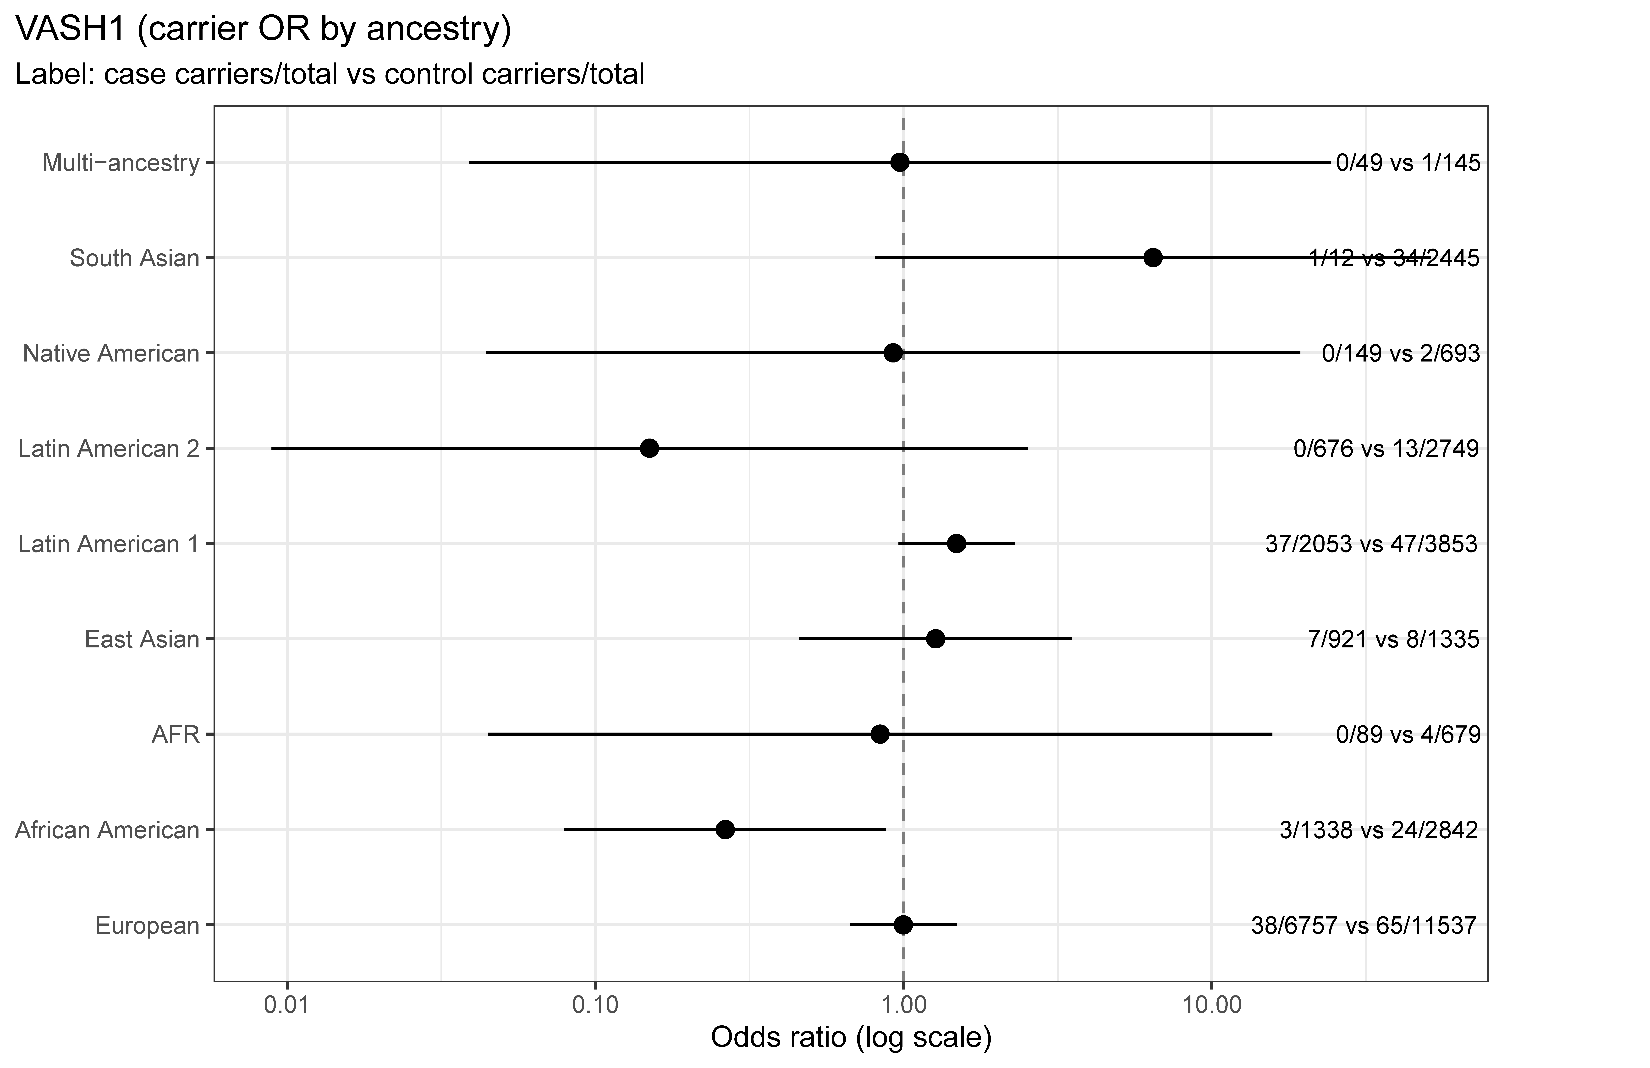 VASH1 (carrier OR by ancestry)
Label: case carriers/total vs control carriers/total
Multi−ancestry 0/49 vs 1/145
South Asian 1/12 vs 34/2445
Native American 0/149 vs 2/693
Latin American 2 0/676 vs 13/2749
Latin American 1 37/2053 vs 47/3853
East Asian 7/921 vs 8/1335
AFR 0/89 vs 4/679
African American 3/1338 vs 24/2842
European 38/6757 vs 65/11537
0.01 0.10 1.00 10.00
Odds ratio (log scale)